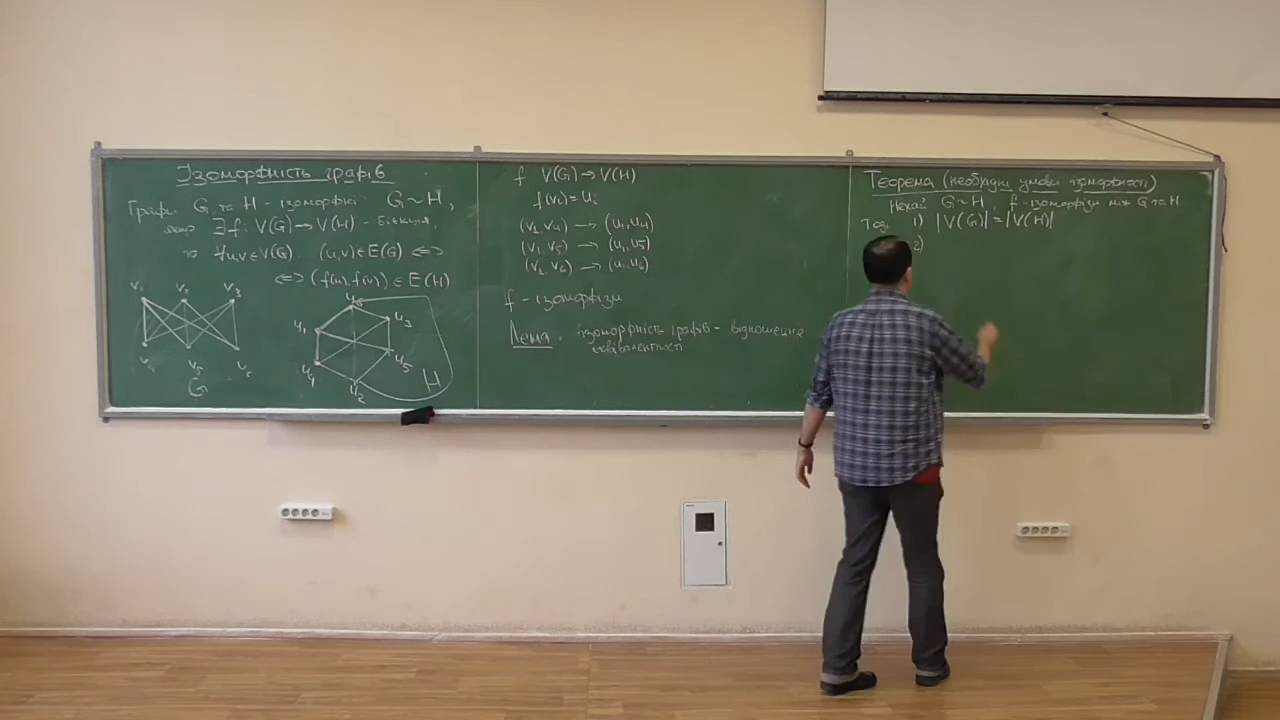 Ізоморфність графів
Графи G та H - ізоморфні G ~ H,
якщо ∃ f: V(G) → V(H) - бієкція
та ∀u,v ∈ V(G) (u,v) ∈ E(G) ⟺
⟺ (f(u), f(v)) ∈ E(H)
v₁ v₂ v₃
v₄ v₅ v₆
G
u₆
u₁ u₃
u₄ u₅
u₂
H
f V(G) → V(H)
f(vᵢ) = uᵢ
(v₁, v₄) → (u₁, u₄)
(v₁, v₅) → (u₁, u₅)
(v₁, v₆) → (u₁, u₆)
f - ізоморфізм
Лема. ізоморфність графів - відношення
еквівалентності
Теорема (необхідні умови ізоморфності)
Нехай G ~ H, f - ізоморфізм між G та H
Тоді 1) |V(G)| = |V(H)|
2)